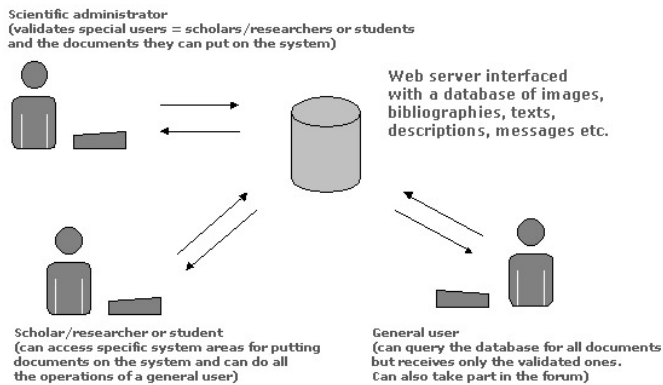 Scientific administrator
(validates special users = scholars/researchers or students
and the documents they can put on the system)
Web server interfaced
with a database of images,
bibliographies, texts,
descriptions, messages etc.
Scholar/researcher or student
(can access specific system areas for putting
documents on the system and can do all
the operations of a general user)
General user
(can query the database for all documents
but receives only the validated ones.
Can also take part in the forum)